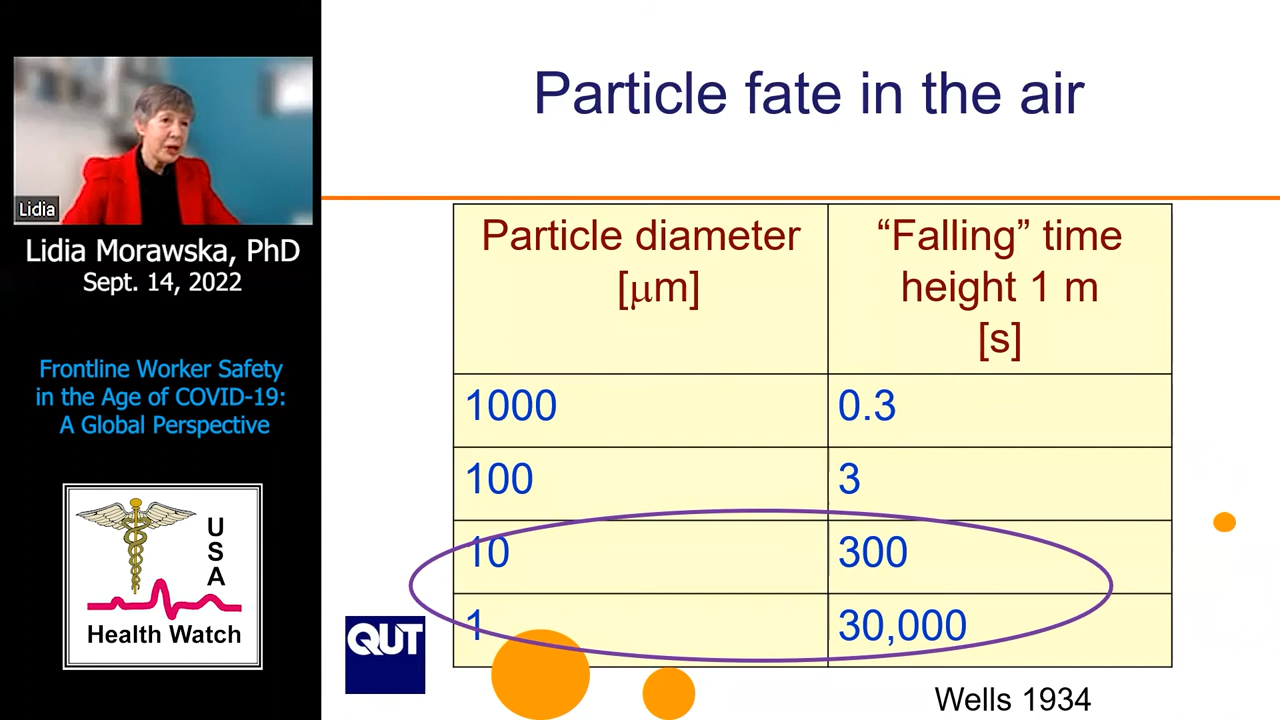 Lidia
Lidia Morawska, PhD
Sept. 14, 2022
Frontline Worker Safety
in the Age of COVID-19:
A Global Perspective
U
S
A
Health Watch
Particle fate in the air
Particle diameter
[μm]
“Falling” time
height 1 m
[s]
1000 0.3
100 3
10 300
1 30,000
QUT
Wells 1934